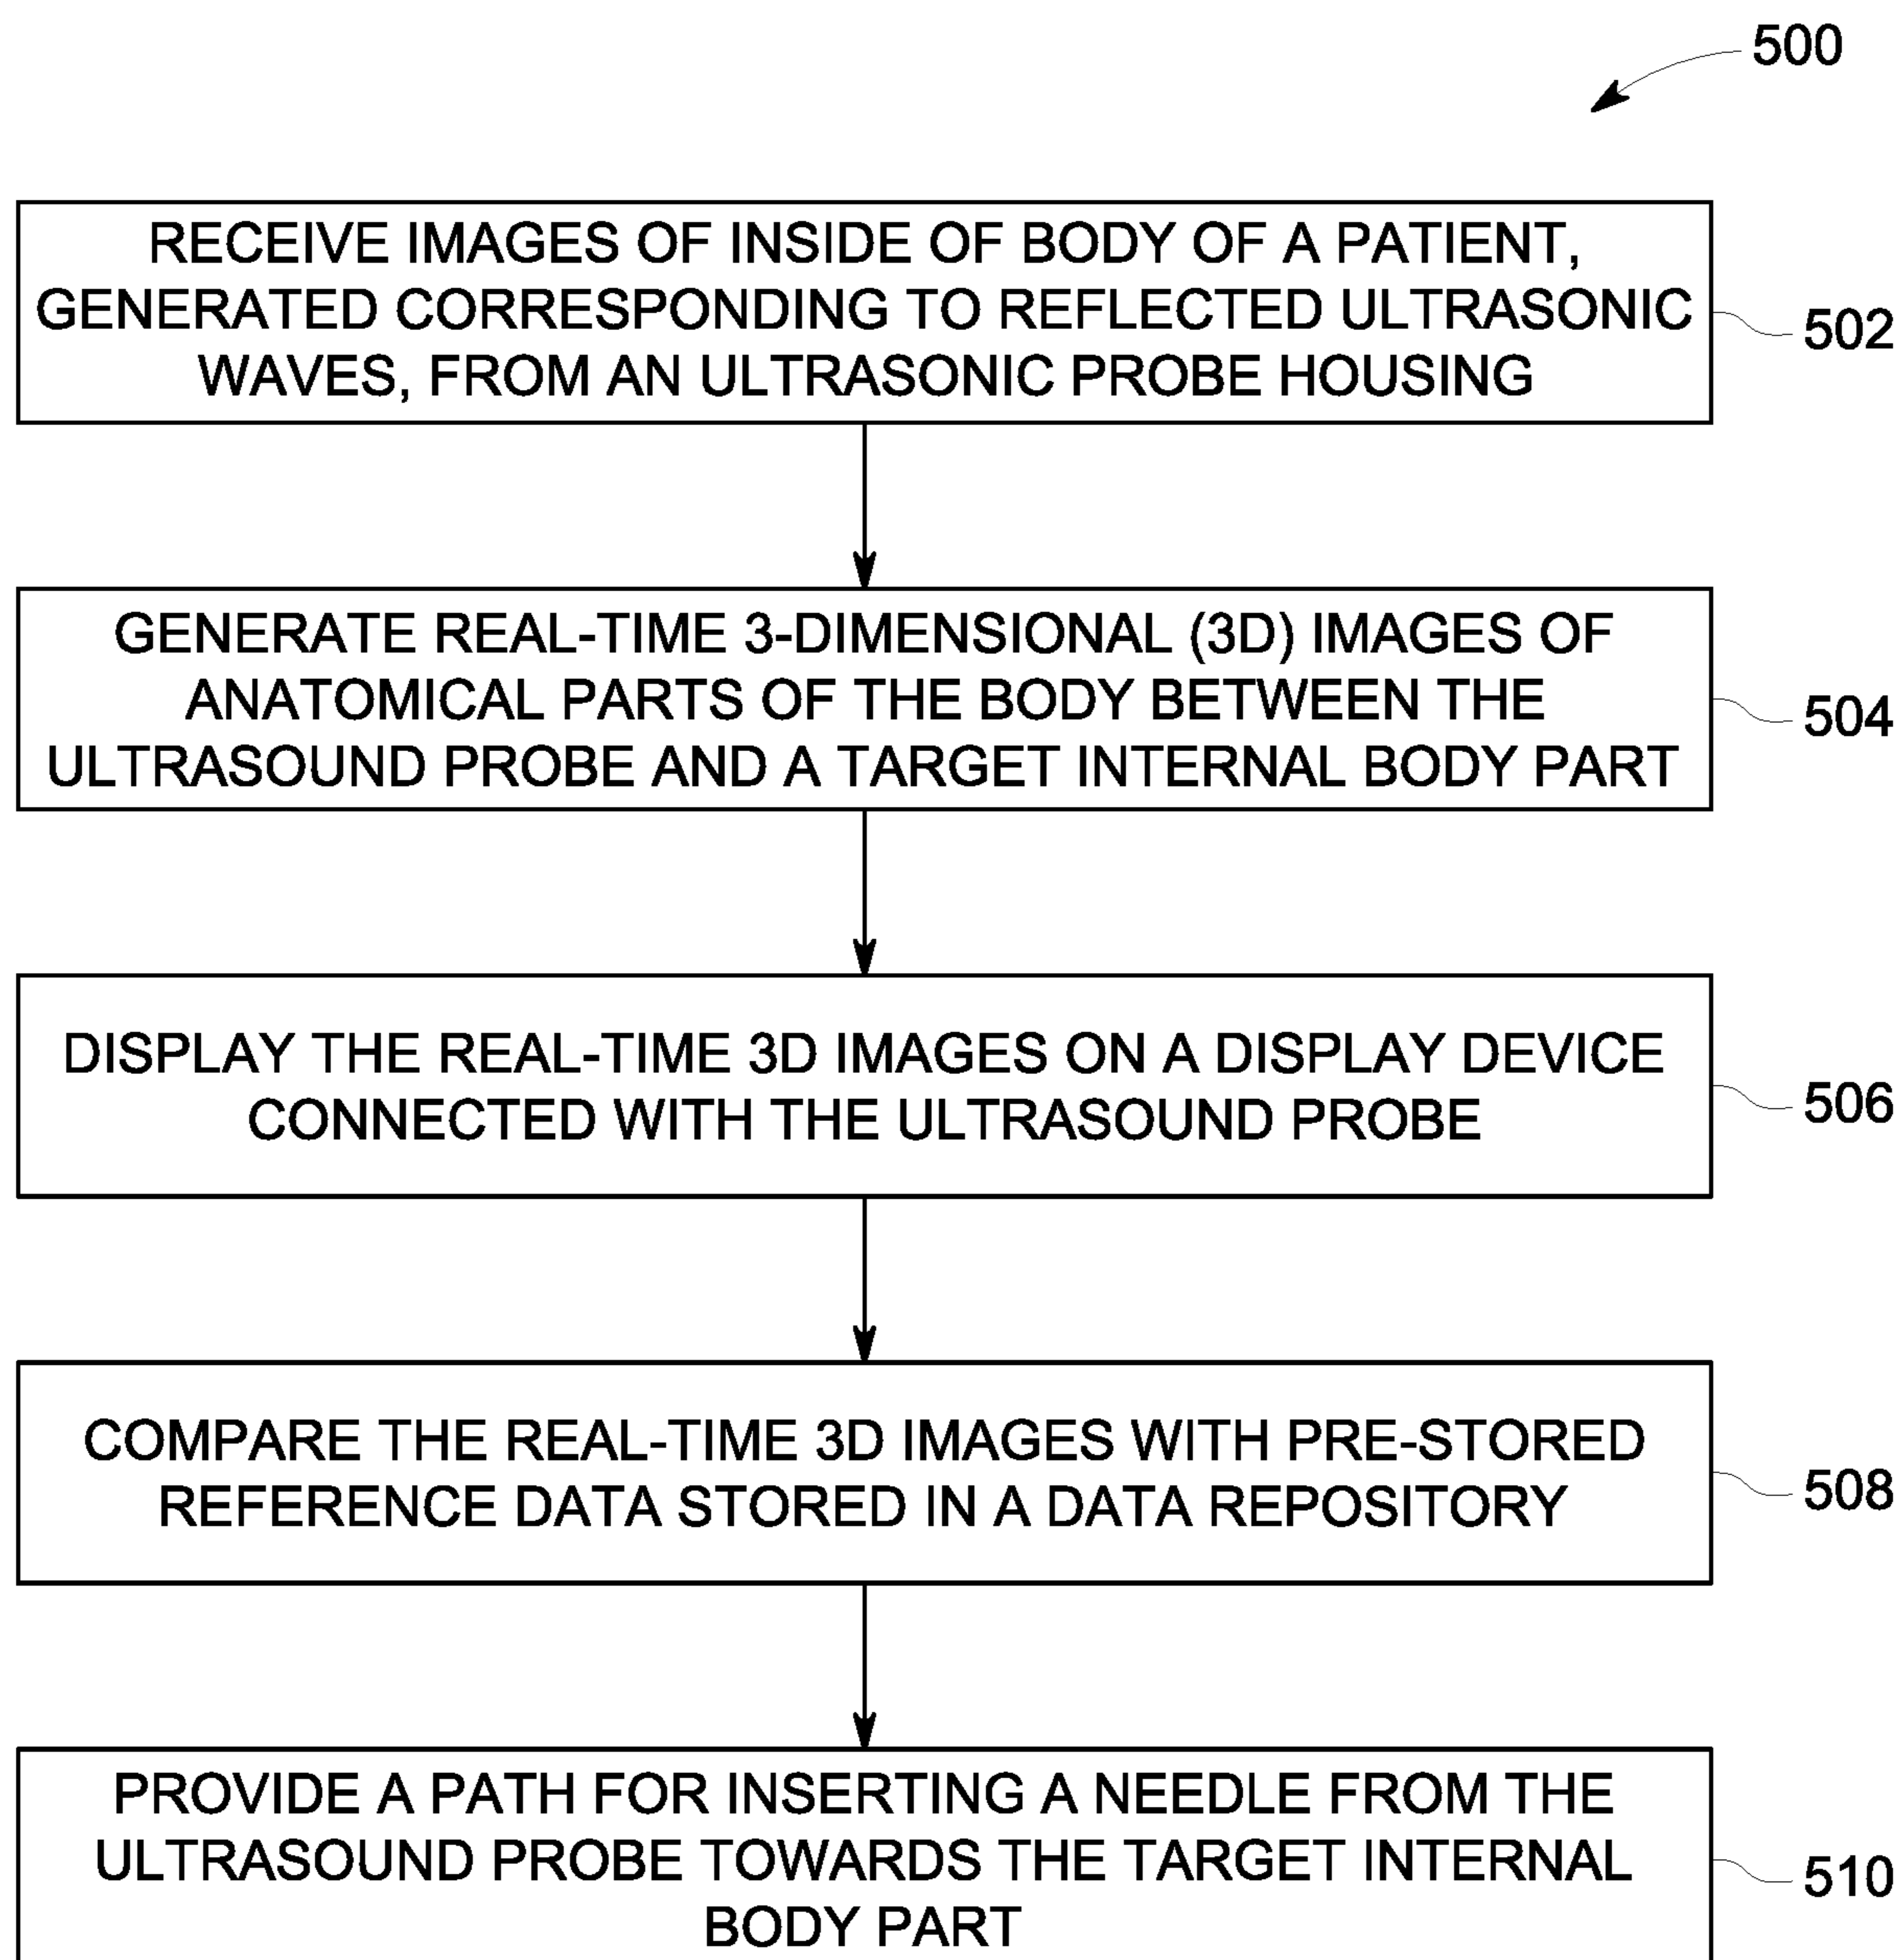 500
RECEIVE IMAGES OF INSIDE OF BODY OF A PATIENT,
GENERATED CORRESPONDING TO REFLECTED ULTRASONIC
WAVES, FROM AN ULTRASONIC PROBE HOUSING
502
GENERATE REAL-TIME 3-DIMENSIONAL (3D) IMAGES OF
ANATOMICAL PARTS OF THE BODY BETWEEN THE
ULTRASOUND PROBE AND A TARGET INTERNAL BODY PART
504
DISPLAY THE REAL-TIME 3D IMAGES ON A DISPLAY DEVICE
CONNECTED WITH THE ULTRASOUND PROBE
506
COMPARE THE REAL-TIME 3D IMAGES WITH PRE-STORED
REFERENCE DATA STORED IN A DATA REPOSITORY
508
PROVIDE A PATH FOR INSERTING A NEEDLE FROM THE
ULTRASOUND PROBE TOWARDS THE TARGET INTERNAL
BODY PART
510